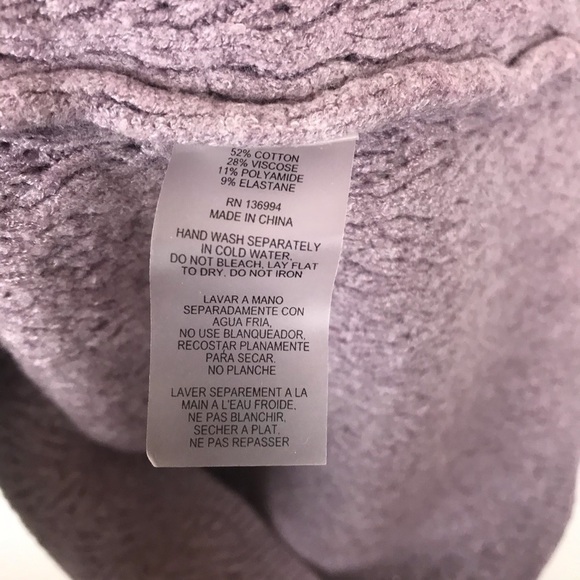 52% COTTON
28% VISCOSE
11% POLYAMIDE
9% ELASTANE
RN 136994
MADE IN CHINA
HAND WASH SEPARATELY
IN COLD WATER,
DO NOT BLEACH, LAY FLAT
TO DRY. DO NOT IRON
LAVAR A MANO
SEPARADAMENTE CON
AGUA FRIA,
NO USE BLANQUEADOR,
RECOSTAR PLANAMENTE
PARA SECAR.
NO PLANCHE
LAVER SEPAREMENT A LA
MAIN A L'EAU FROIDE,
NE PAS BLANCHIR,
SECHER A PLAT.
NE PAS REPASSER